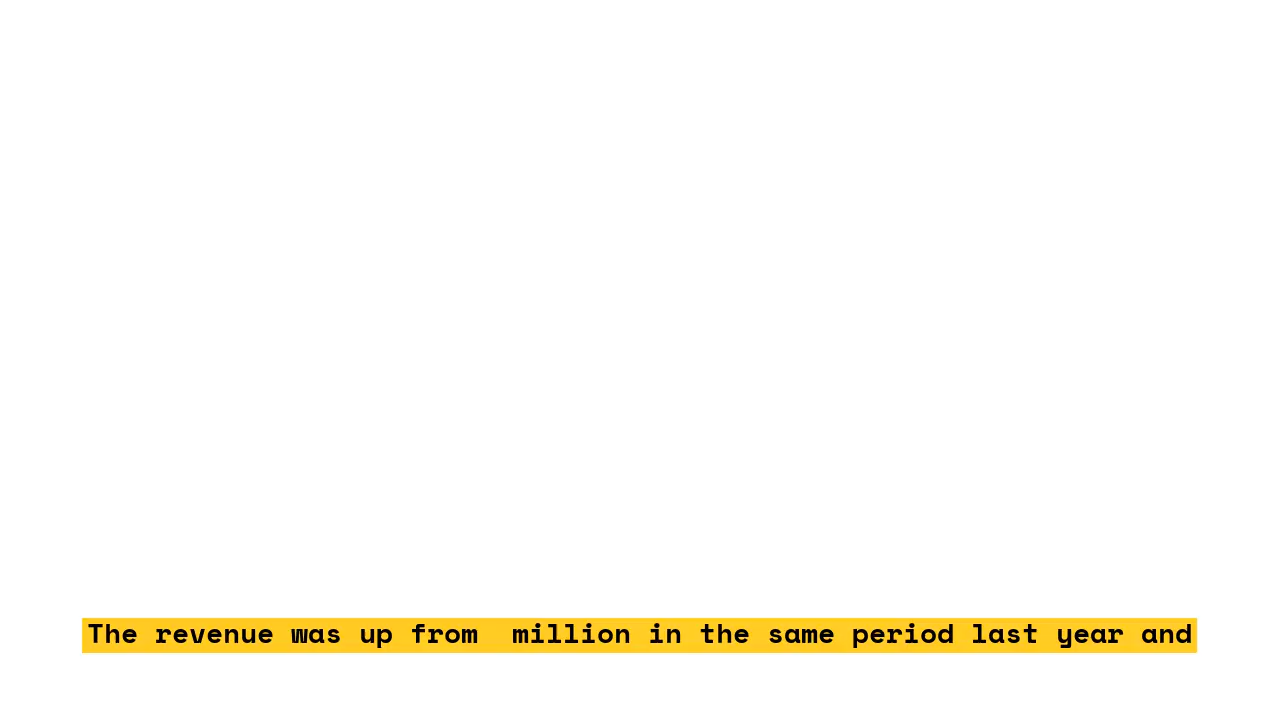 The revenue was up from  million in the same period last year and